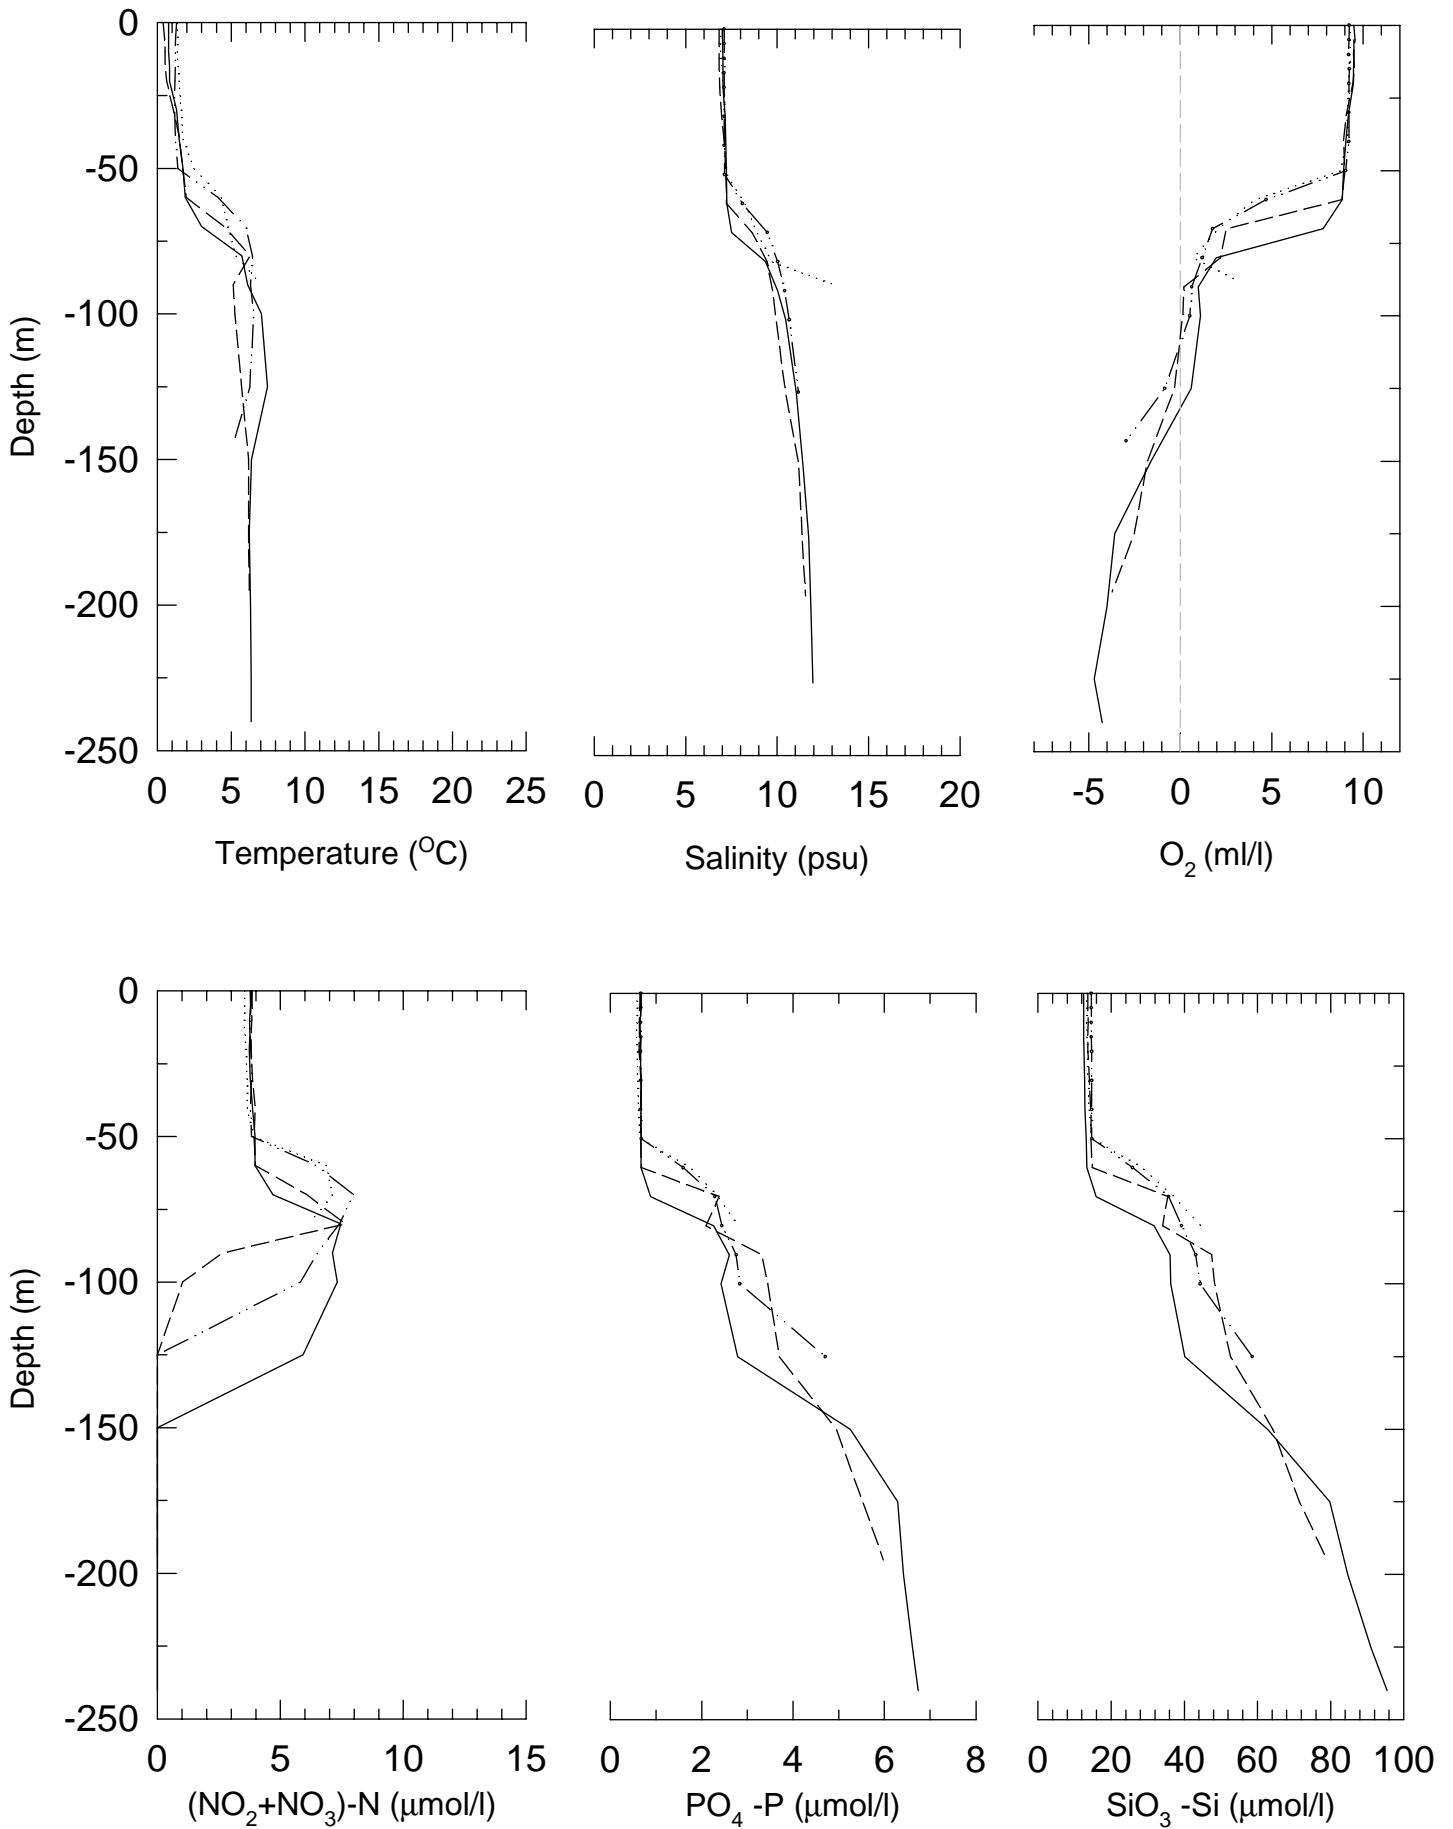 0
-50
-100
-150
-200
-250
Depth (m)
0 5 10 15 20 25
Temperature (°C)
0 5 10 15 20
Salinity (psu)
-5 0 5 10
O₂ (ml/l)
0
-50
-100
-150
-200
-250
Depth (m)
0 5 10 15
(NO₂+NO₃)-N (μmol/l)
0 2 4 6 8
PO₄ -P (μmol/l)
0 20 40 60 80 100
SiO₃ -Si (μmol/l)